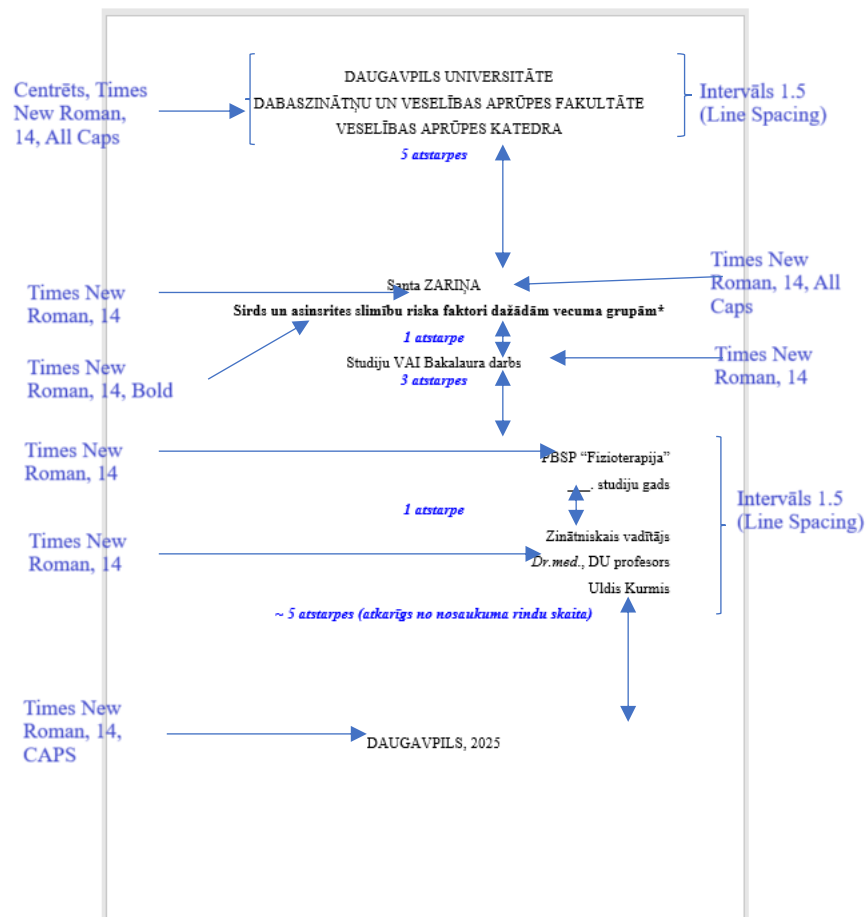 DAUGAVPILS UNIVERSITĀTE
DABASZINĀTŅU UN VESELĪBAS APRŪPES FAKULTĀTE
VESELĪBAS APRŪPES KATEDRA
Centrēts, Times
New Roman,
14, All Caps
Intervāls 1.5
(Line Spacing)
5 atstarpes
Santa ZARIŅA
Times New
Roman, 14
Times New
Roman, 14, All
Caps
Sirds un asinsrites slimību riska faktori dažādām vecuma grupām*
Times New
Roman, 14, Bold
1 atstarpe
Studiju VAI Bakalaura darbs
Times New
Roman, 14
3 atstarpes
Times New
Roman, 14
PBSP “Fizioterapija”
___. studiju gads
1 atstarpe
Intervāls 1.5
(Line Spacing)
Times New
Roman, 14
Zinātniskais vadītājs
Dr.med., DU profesors
Uldis Kurmis
~ 5 atstarpes (atkarīgs no nosaukuma rindu skaita)
Times New
Roman, 14,
CAPS
DAUGAVPILS, 2025